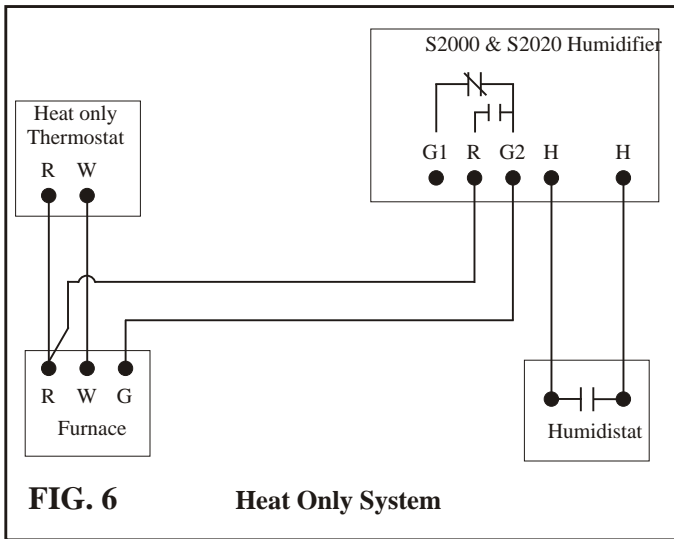 S2000 & S2020 Humidifier
Heat only
Thermostat
R W
G1 R G2 H H
R W G
Furnace
Humidistat
FIG. 6 Heat Only System